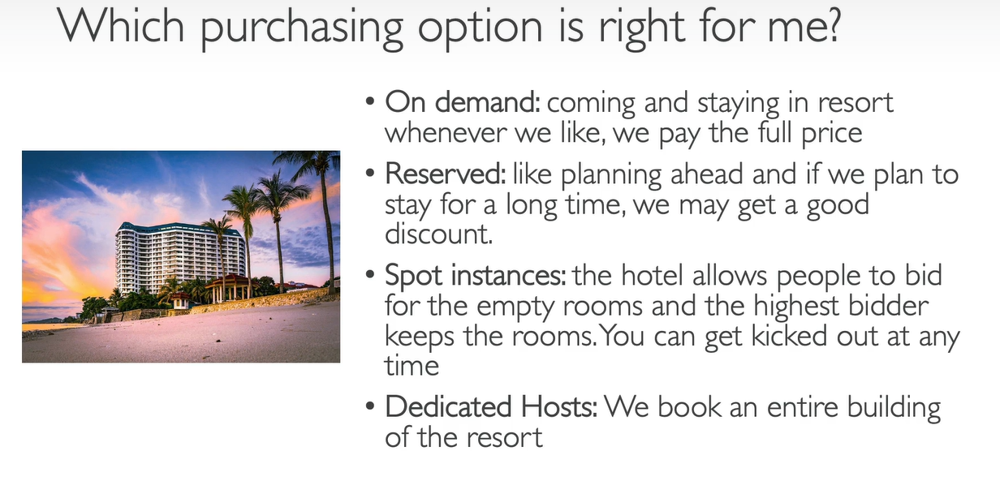 Which purchasing option is right for me?
• On demand: coming and staying in resort
whenever we like, we pay the full price
• Reserved: like planning ahead and if we plan to
stay for a long time, we may get a good
discount.
• Spot instances: the hotel allows people to bid
for the empty rooms and the highest bidder
keeps the rooms. You can get kicked out at any
time
• Dedicated Hosts: We book an entire building
of the resort